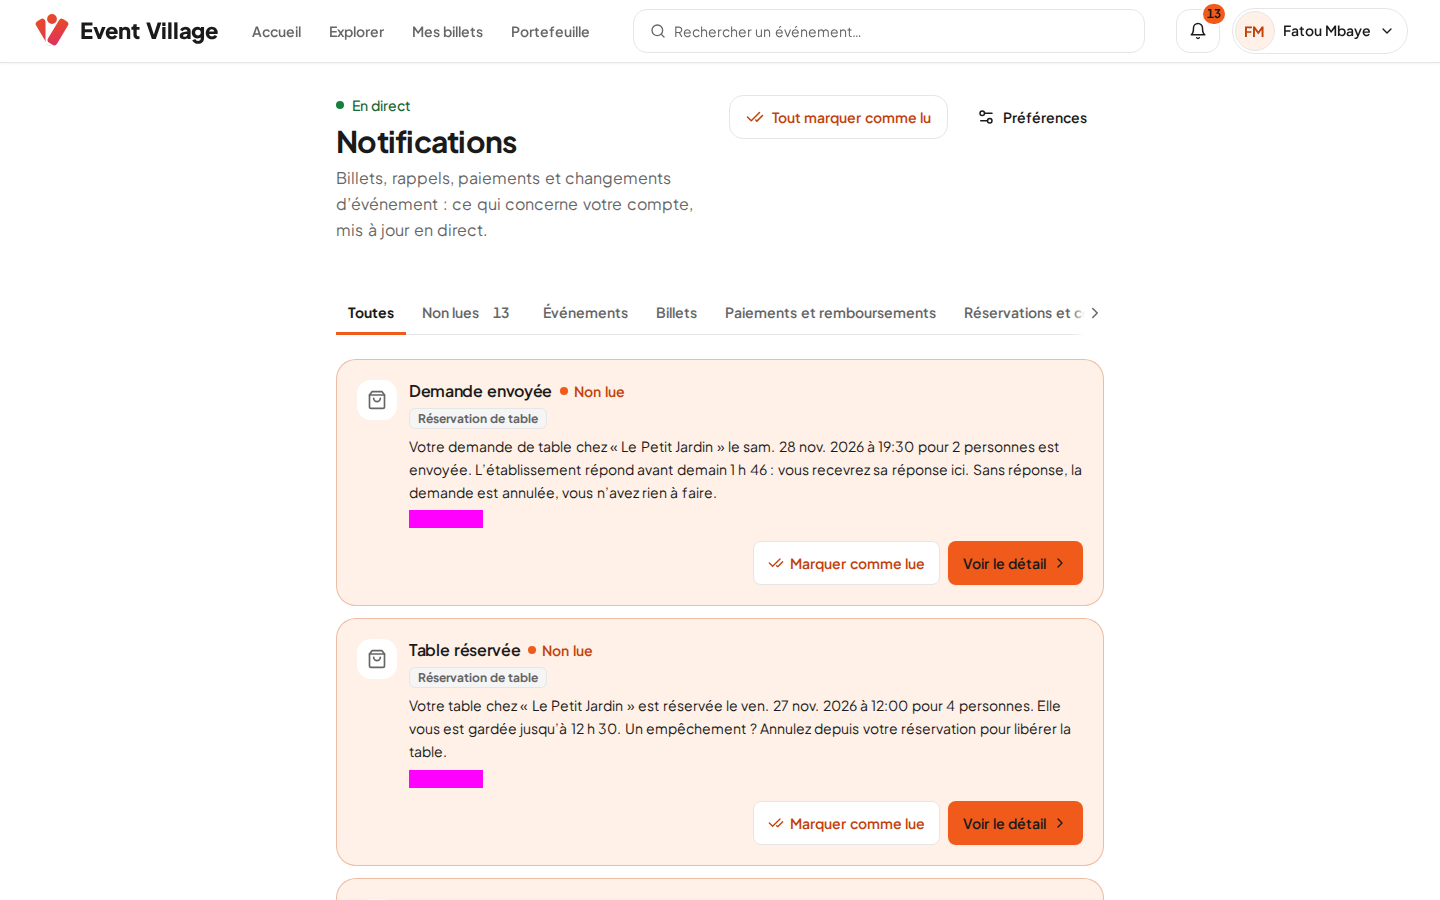 Event Village
Accueil
Explorer
Mes billets
Portefeuille
Rechercher un événement…
13
FM
Fatou Mbaye
En direct
Notifications
Billets, rappels, paiements et changements
d’événement : ce qui concerne votre compte,
mis à jour en direct.
Tout marquer comme lu
Préférences
Toutes
Non lues 13
Événements
Billets
Paiements et remboursements
Réservations et
Demande envoyée
Non lue
Réservation de table
Votre demande de table chez « Le Petit Jardin » le sam. 28 nov. 2026 à 19:30 pour 2 personnes est
envoyée. L’établissement répond avant demain 1 h 46 : vous recevrez sa réponse ici. Sans réponse, la
demande est annulée, vous n’avez rien à faire.
Marquer comme lue
Voir le détail
Table réservée
Non lue
Réservation de table
Votre table chez « Le Petit Jardin » est réservée le ven. 27 nov. 2026 à 12:00 pour 4 personnes. Elle
vous est gardée jusqu’à 12 h 30. Un empêchement ? Annulez depuis votre réservation pour libérer la
table.
Marquer comme lue
Voir le détail